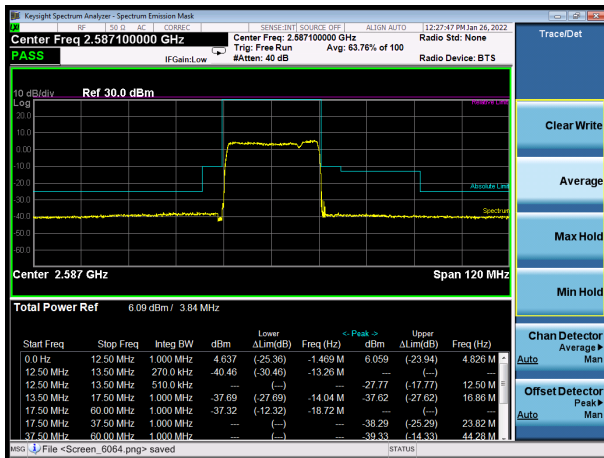 Keysight Spectrum Analyzer - Spectrum Emission Mask
RF 50 Ω AC CORREC SENSE:INT SOURCE OFF ALIGN AUTO 12:27:47 PM Jan 26, 2022
Center Freq 2.587100000 GHz Center Freq: 2.587100000 GHz Radio Std: None
Trig: Free Run Avg: 63.76% of 100
PASS IFGain:Low #Atten: 40 dB Radio Device: BTS
10 dB/div Ref 30.0 dBm
Log
Relative Limit
20.0
10.0
0.00
-10.0
Absolute Limit
-20.0
-30.0
Spectrum
-40.0
-50.0
-60.0
Center 2.587 GHz Span 120 MHz
Total Power Ref 6.09 dBm / 3.84 MHz
Lower <- Peak -> Upper
Start Freq Stop Freq Integ BW dBm ΔLim(dB) Freq (Hz) dBm ΔLim(dB) Freq (Hz)
0.0 Hz 12.50 MHz 1.000 MHz 4.637 (-25.36) -1.469 M 6.059 (-23.94) 4.826 M
12.50 MHz 13.50 MHz 270.0 kHz -40.46 (-30.46) -13.26 M --- (---) ---
12.50 MHz 13.50 MHz 510.0 kHz --- (---) --- -27.77 (-17.77) 12.50 M
13.50 MHz 17.50 MHz 1.000 MHz -37.69 (-27.69) -14.04 M -37.62 (-27.62) 16.86 M
17.50 MHz 60.00 MHz 1.000 MHz -37.32 (-12.32) -18.72 M --- (---) ---
17.50 MHz 37.50 MHz 1.000 MHz --- (---) --- -38.29 (-25.29) 23.82 M
37.50 MHz 60.00 MHz 1.000 MHz --- (---) --- -39.33 (-14.33) 44.28 M
MSG File <Screen_6064.png> saved STATUS
Trace/Det
Clear Write
Average
Max Hold
Min Hold
Chan Detector
Average
Auto Man
Offset Detector
Peak
Auto Man